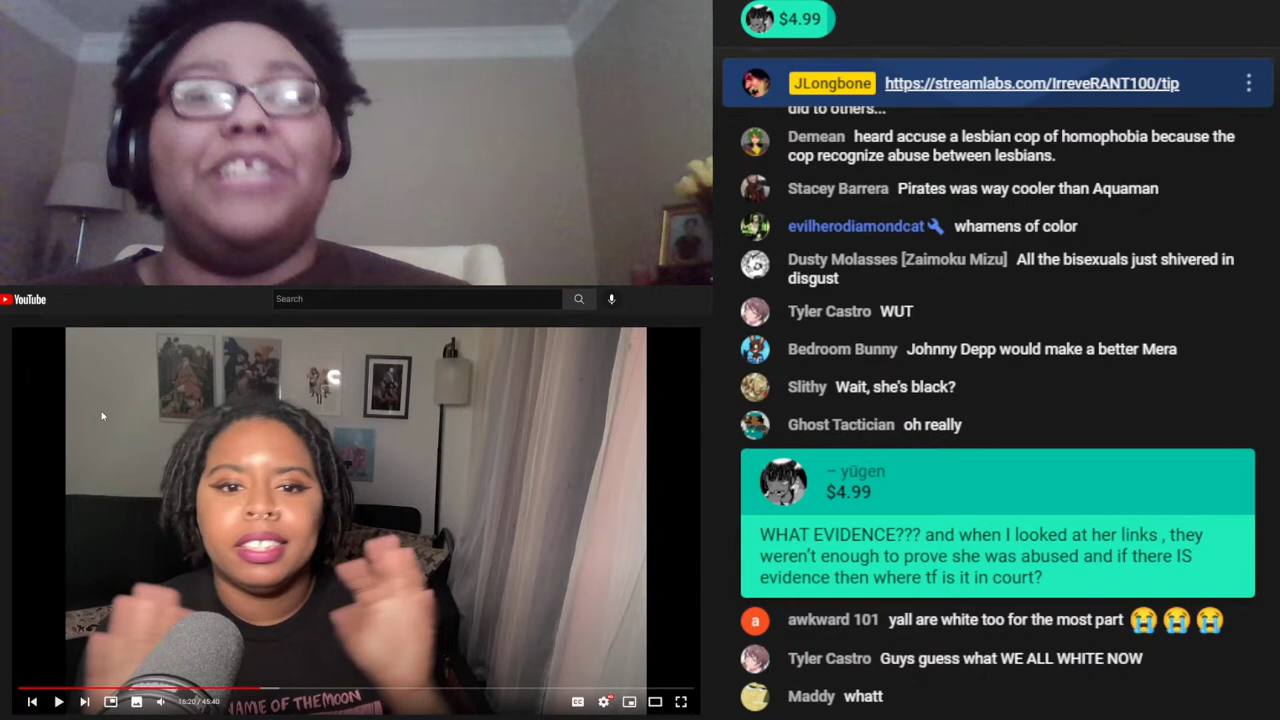 $4.99
JLongbone https://streamlabs.com/IrreveRANT100/tip
did to others...
Demean heard accuse a lesbian cop of homophobia because the
cop recognize abuse between lesbians.
Stacey Barrera Pirates was way cooler than Aquaman
evilherodiamondcat whamens of color
Dusty Molasses [Zaimoku Mizu] All the bisexuals just shivered in
disgust
Tyler Castro WUT
Bedroom Bunny Johnny Depp would make a better Mera
Slithy Wait, she's black?
Ghost Tactician oh really
– yūgen
$4.99
WHAT EVIDENCE??? and when I looked at her links , they
weren't enough to prove she was abused and if there IS
evidence then where tf is it in court?
a awkward 101 yall are white too for the most part 😭😭😭
Tyler Castro Guys guess what WE ALL WHITE NOW
Maddy whatt
YouTube
Search
NAME OF THE MOON
16:20 / 45:40
CC
HD